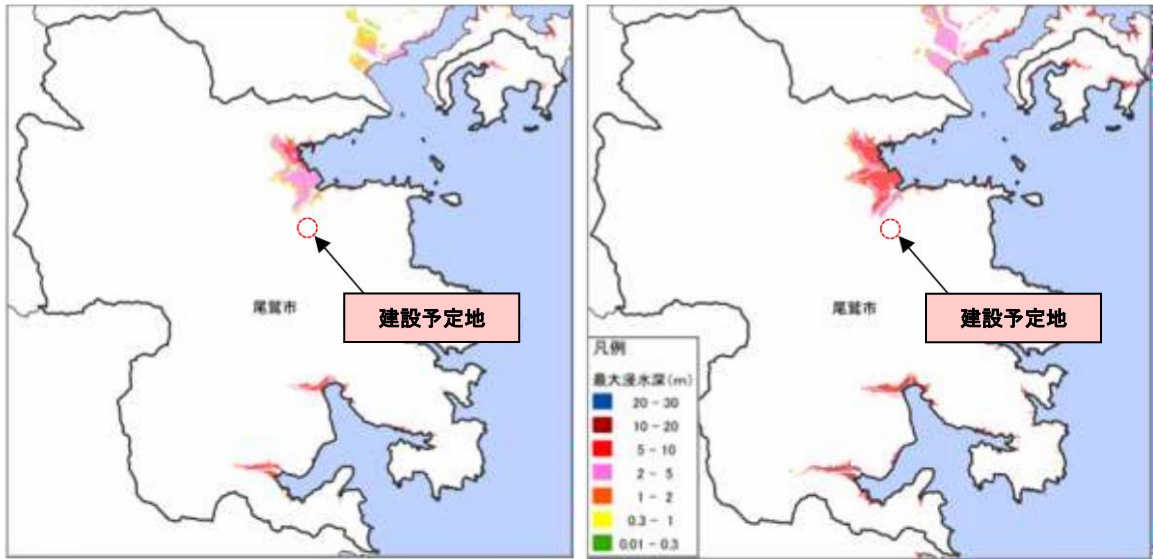 尾鷲市
建設予定地
尾鷲市
建設予定地
凡例
最大浸水深(m)
20 - 30
10 - 20
5 - 10
2 - 5
1 - 2
0.3 - 1
0.01 - 0.3